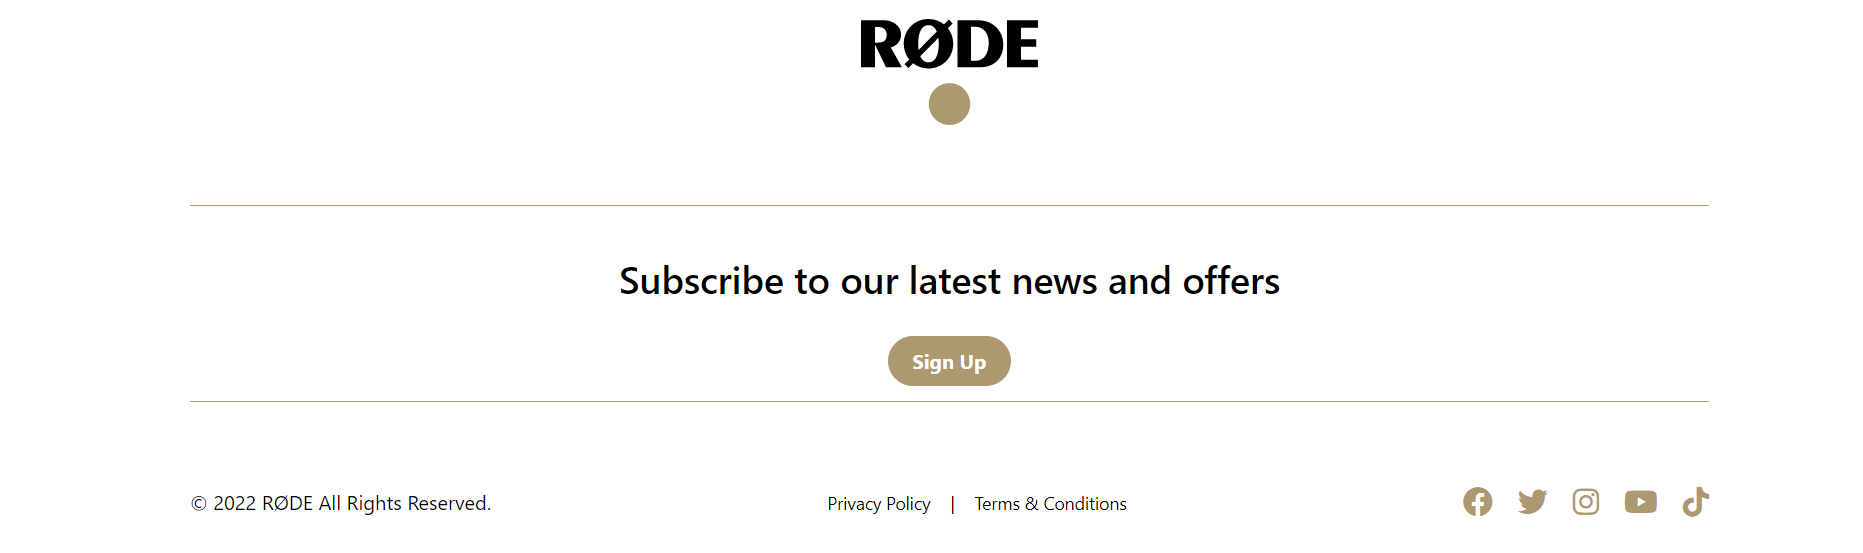 RØDE
Subscribe to our latest news and offers
Sign Up
© 2022 RØDE All Rights Reserved.
Privacy Policy | Terms & Conditions